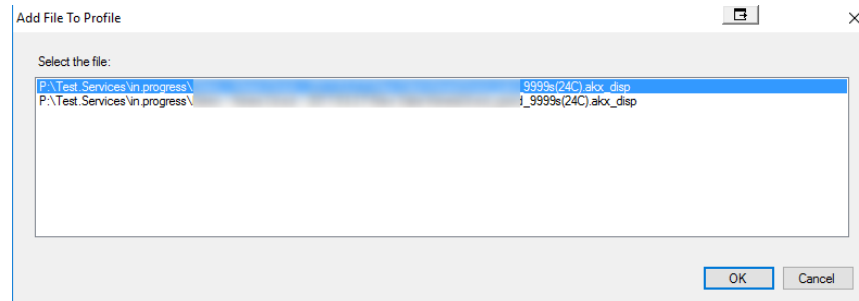 Add File To Profile
Select the file:
P:\Test.Services\in.progress\ _9999s(24C).akx_disp
P:\Test.Services\in.progress\ d_9999s(24C).akx_disp
OK Cancel